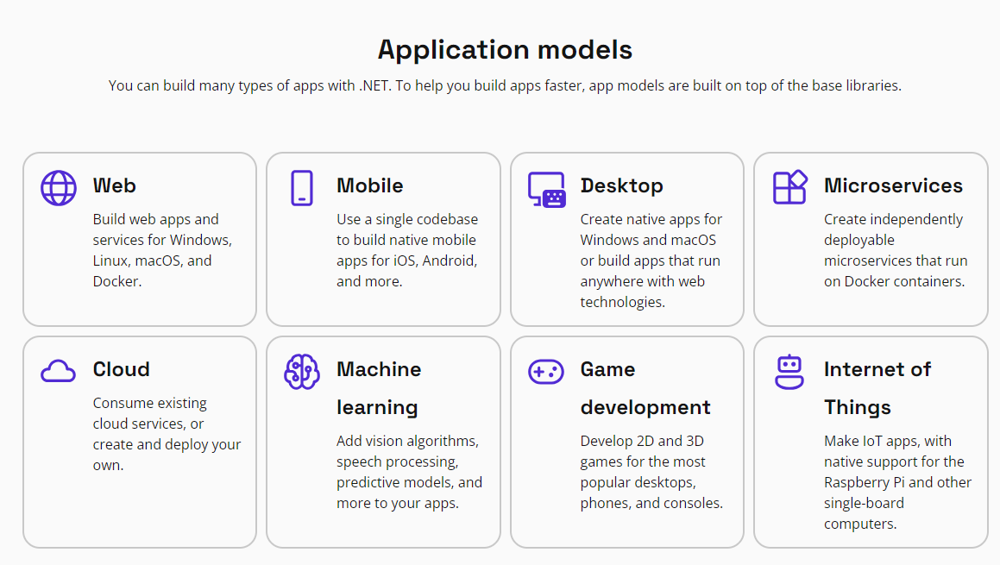 Application models
You can build many types of apps with .NET. To help you build apps faster, app models are built on top of the base libraries.
Web
Build web apps and
services for Windows,
Linux, macOS, and
Docker.
Mobile
Use a single codebase
to build native mobile
apps for iOS, Android,
and more.
Desktop
Create native apps for
Windows and macOS
or build apps that run
anywhere with web
technologies.
Microservices
Create independently
deployable
microservices that run
on Docker containers.
Cloud
Consume existing
cloud services, or
create and deploy your
own.
Machine
learning
Add vision algorithms,
speech processing,
predictive models, and
more to your apps.
Game
development
Develop 2D and 3D
games for the most
popular desktops,
phones, and consoles.
Internet of
Things
Make IoT apps, with
native support for the
Raspberry Pi and other
single-board
computers.